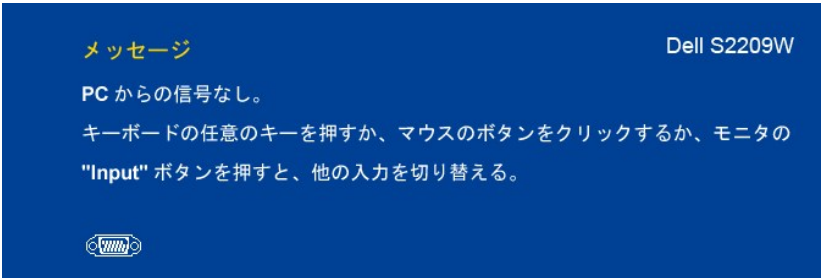 メッセージ Dell S2209W
PC からの信号なし。
キーボードの任意のキーを押すか、マウスのボタンをクリックするか、モニタの
"Input" ボタンを押すと、他の入力を切り替える。